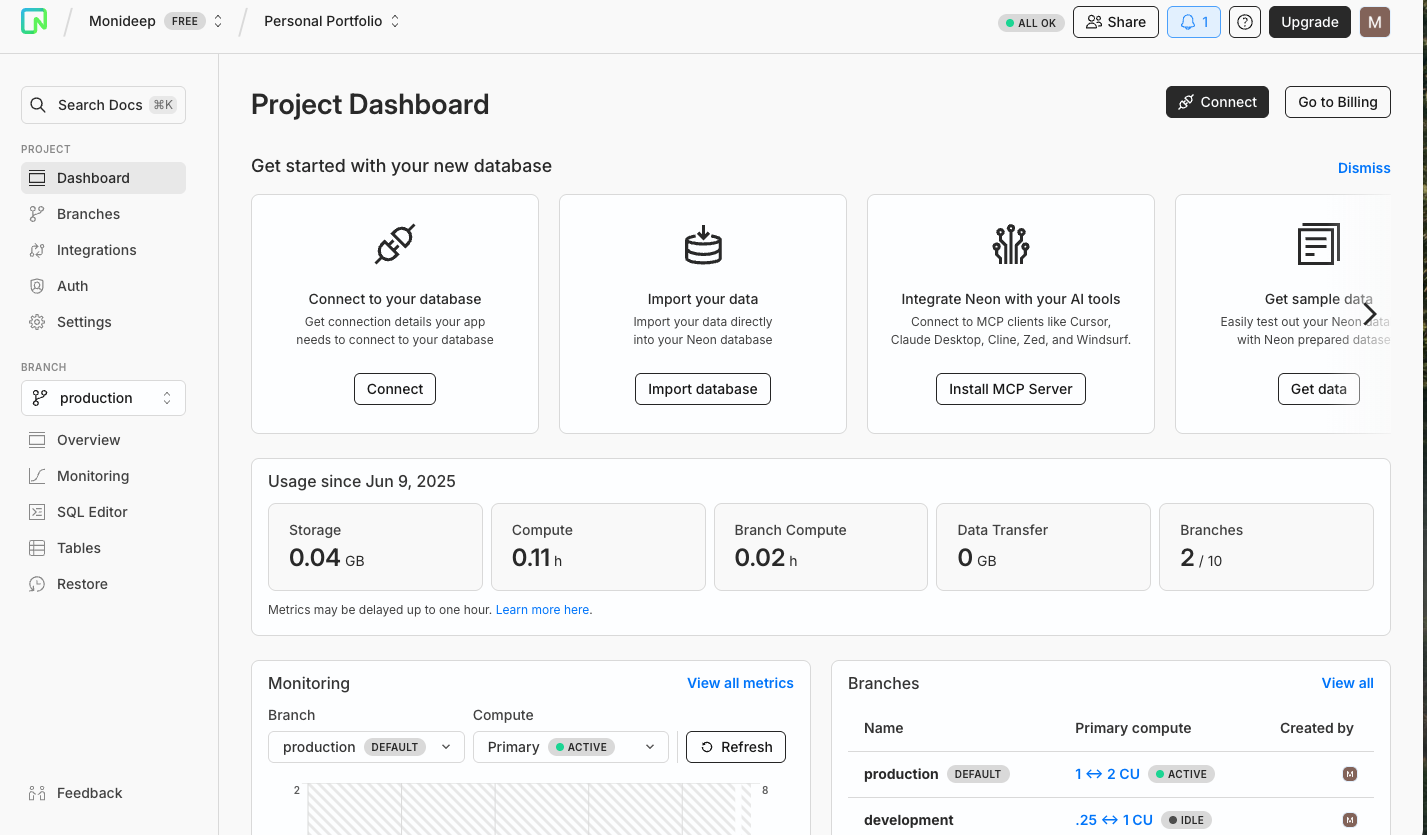 Monideep FREE
Personal Portfolio
ALL OK
Share
1
Upgrade
M
Search Docs ⌘K
PROJECT
Dashboard
Branches
Integrations
Auth
Settings
BRANCH
production
Overview
Monitoring
SQL Editor
Tables
Restore
Feedback
Project Dashboard
Connect
Go to Billing
Get started with your new database
Dismiss
Connect to your database
Get connection details your app
needs to connect to your database
Connect
Import your data
Import your data directly
into your Neon database
Import database
Integrate Neon with your AI tools
Connect to MCP clients like Cursor,
Claude Desktop, Cline, Zed, and Windsurf.
Install MCP Server
Get sample data
Easily test out your Neon data
with Neon prepared datase
Get data
Usage since Jun 9, 2025
Storage
0.04 GB
Compute
0.11 h
Branch Compute
0.02 h
Data Transfer
0 GB
Branches
2 / 10
Metrics may be delayed up to one hour. Learn more here.
Monitoring
View all metrics
Branch
Compute
production DEFAULT
Primary ACTIVE
Refresh
2
8
Branches
View all
Name Primary compute Created by
production DEFAULT 1 ↔ 2 CU ACTIVE M
development .25 ↔ 1 CU IDLE M